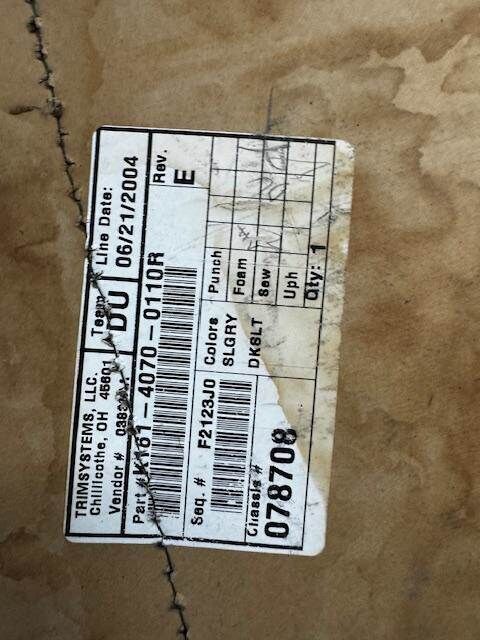 TRIMSYSTEMS, LLC.
Chillicothe, OH 45601
Vendor #
Team
DU
Line Date:
06/21/2004
Part #
K161-4070-0110R
Rev.
E
Seq. # F2123J0
Colors
SLGRY
DKSLT
Punch
Foam
Sew
Uph
Qty: 1
Chassis #
078708